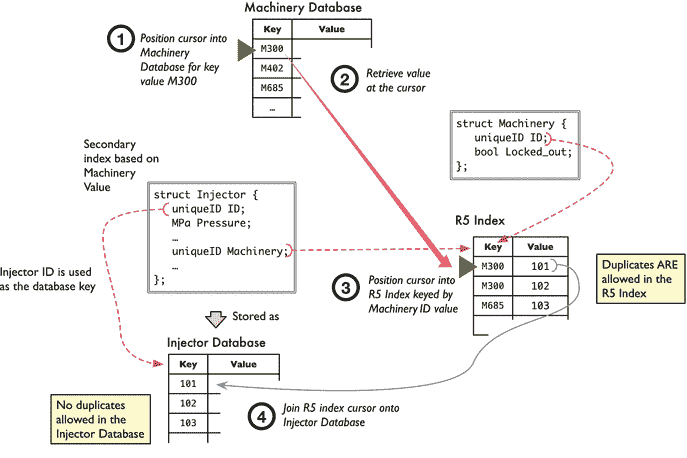 Machinery Database
1
Position cursor into
Machinery
Database for key
value M300
Key Value
M300
M402
M685
...
2
Retrieve value
at the cursor
struct Machinery {
uniqueID ID;
bool Locked_out;
};
Secondary
index based on
Machinery
Value
struct Injector {
uniqueID ID;
MPa Pressure;
...
uniqueID Machinery;
...
};
Injector ID is used
as the database key
R5 Index
Key Value
M300 101
M300 102
M685 103
3
Position cursor into
R5 Index keyed by
Machinery ID value
Duplicates ARE
allowed in the
R5 Index
Stored as
Injector Database
Key Value
101
102
103
No duplicates
allowed in the
Injector Database
4
Join R5 index cursor onto
Injector Database